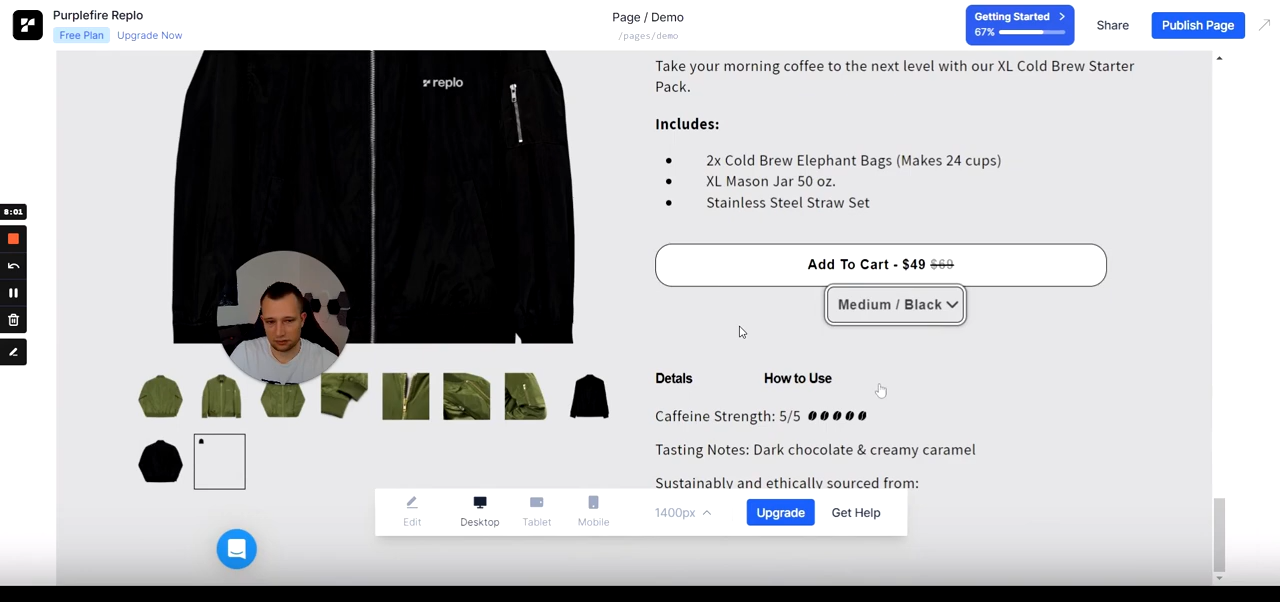 Purplefire Replo
Free Plan Upgrade Now
Page / Demo
/pages/demo
Getting Started
67%
Share
Publish Page
replo
Take your morning coffee to the next level with our XL Cold Brew Starter
Pack.
Includes:
2x Cold Brew Elephant Bags (Makes 24 cups)
XL Mason Jar 50 oz.
Stainless Steel Straw Set
8:01
Add To Cart - $49 $69
Medium / Black
Detals How to Use
Caffeine Strength: 5/5
Tasting Notes: Dark chocolate & creamy caramel
Sustainably and ethically sourced from:
Edit Desktop Tablet Mobile 1400px Upgrade Get Help